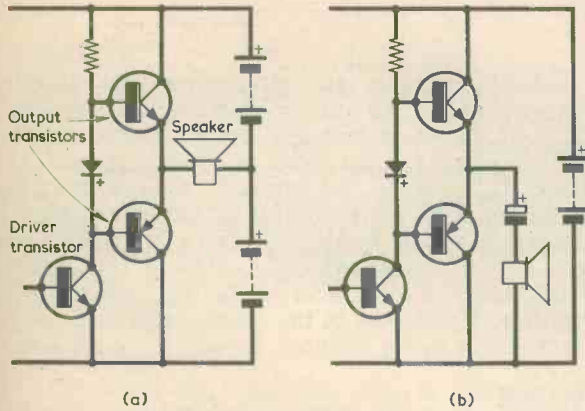 Output
transistors
Speaker
Driver
transistor
+
+
+
+
+
+
(a)
(b)